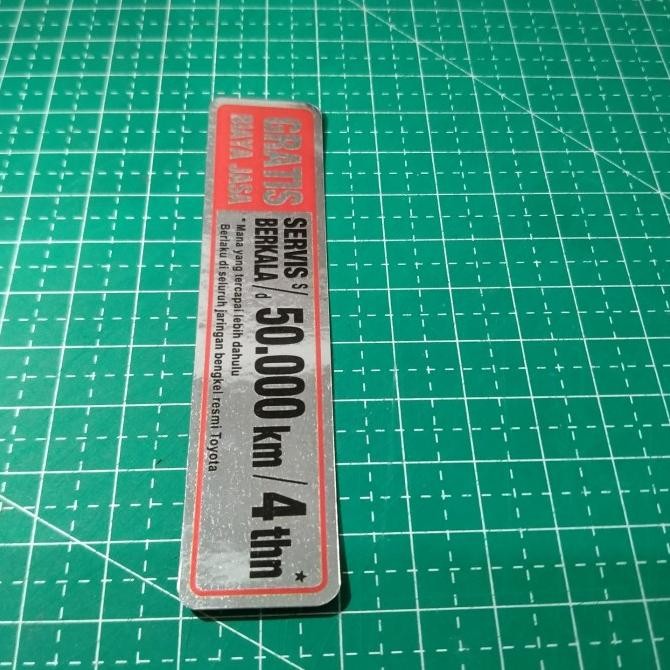 GRATIS
BIAYA JASA
SERVIS s/
BERKALA / d 50.000 km / 4 thn *
* Mana yang tercapai lebih dahulu
Berlaku di seluruh jaringan bengkel resmi Toyota